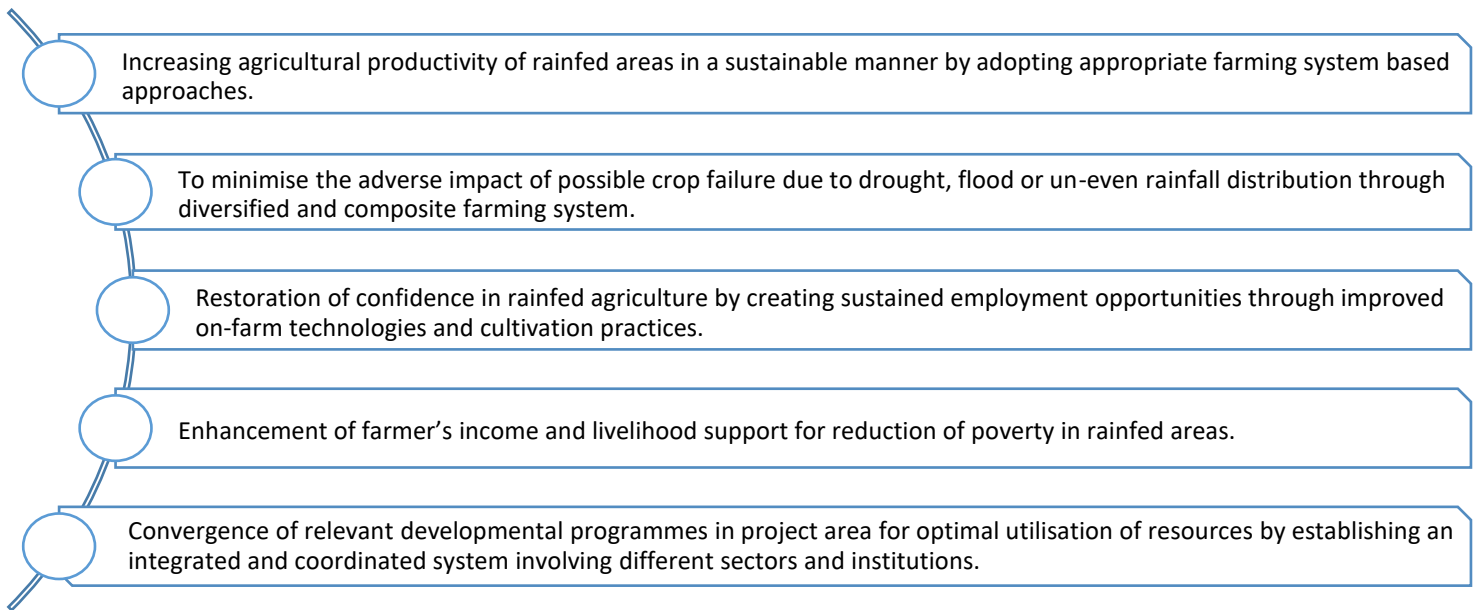 Increasing agricultural productivity of rainfed areas in a sustainable manner by adopting appropriate farming system based
approaches.
To minimise the adverse impact of possible crop failure due to drought, flood or un-even rainfall distribution through
diversified and composite farming system.
Restoration of confidence in rainfed agriculture by creating sustained employment opportunities through improved
on-farm technologies and cultivation practices.
Enhancement of farmer’s income and livelihood support for reduction of poverty in rainfed areas.
Convergence of relevant developmental programmes in project area for optimal utilisation of resources by establishing an
integrated and coordinated system involving different sectors and institutions.